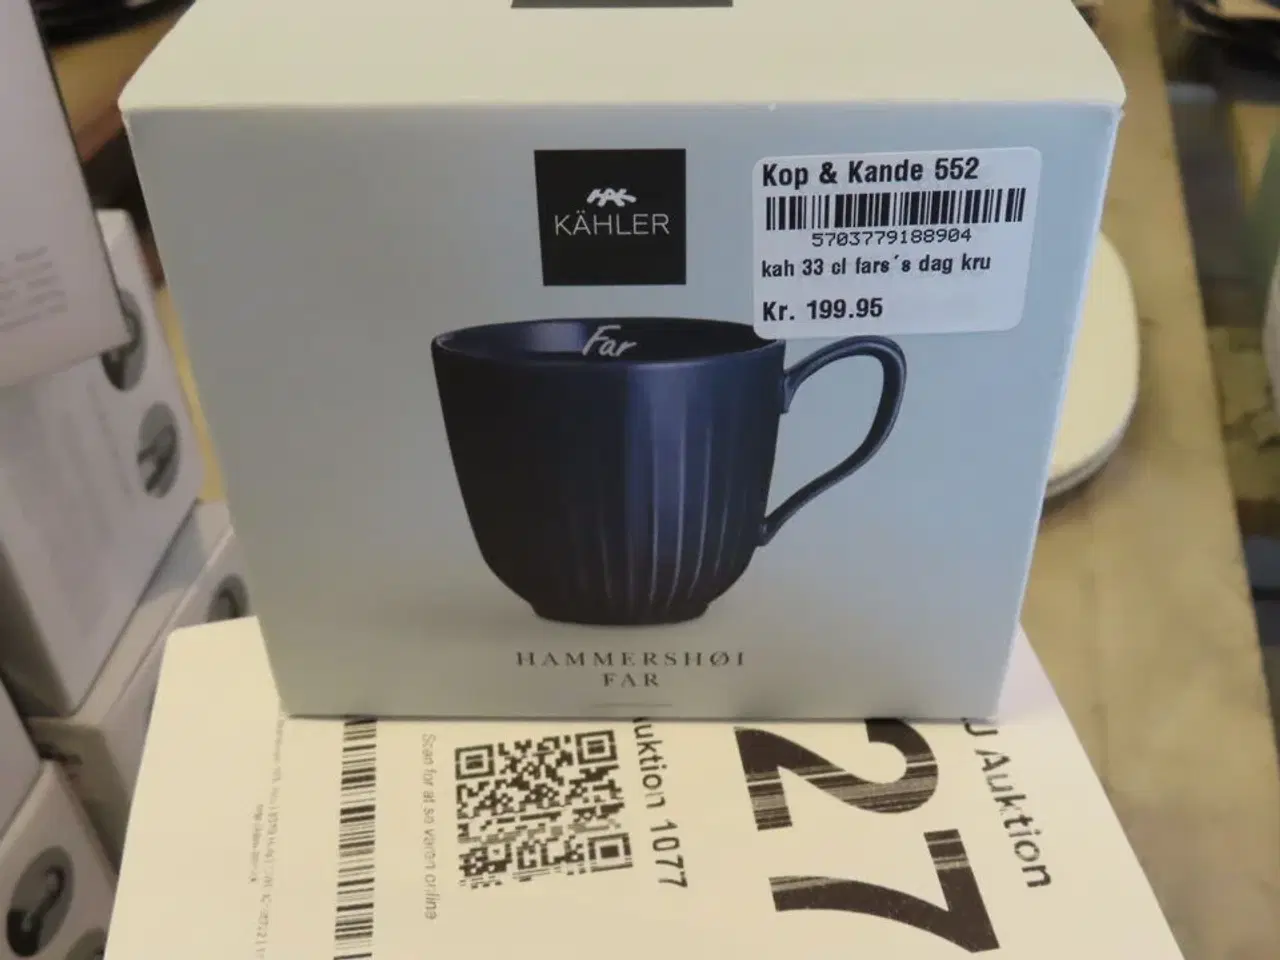 KÄHLER
Kop & Kande 552
5703779188904
kah 33 cl fars´s dag kru
Kr. 199.95
Far
HAMMERSHØI
FAR
Auktion
27
uktion 1077
Scan for at se varen online